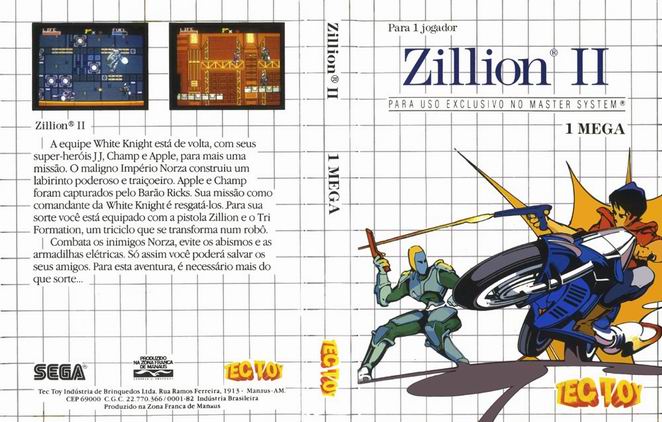 Zillion® II
A equipe White Knight está de volta, com seus
super-heróis JJ, Champ e Apple, para mais uma
missão. O maligno Império Norza construiu um
labirinto poderoso e traiçoeiro. Apple e Champ
foram capturados pelo Barão Ricks. Sua missão como
comandante da White Knight é resgatá-los. Para sua
sorte você está equipado com a pistola Zillion e o Tri
Formation, um triciclo que se transforma num robô.
Combata os inimigos Norza, evite os abismos e as
armadilhas elétricas. Só assim você poderá salvar os
seus amigos. Para esta aventura, é necessário mais do
que sorte...
SEGA
PRODUZIDO
NA ZONA FRANCA
DE MANAUS
TEC TOY
Tec Toy Indústria de Brinquedos Ltda. Rua Ramos Ferreira, 1913 - Manaus-AM.
CEP 69000 C.G.C. 22.770.366/0001-82 Indústria Brasileira
Produzido na Zona Franca de Manaus
Zillion® II
1 MEGA
TEC TOY
Para 1 jogador
Zillion® II
PARA USO EXCLUSIVO NO MASTER SYSTEM®
1 MEGA
TEC TOY